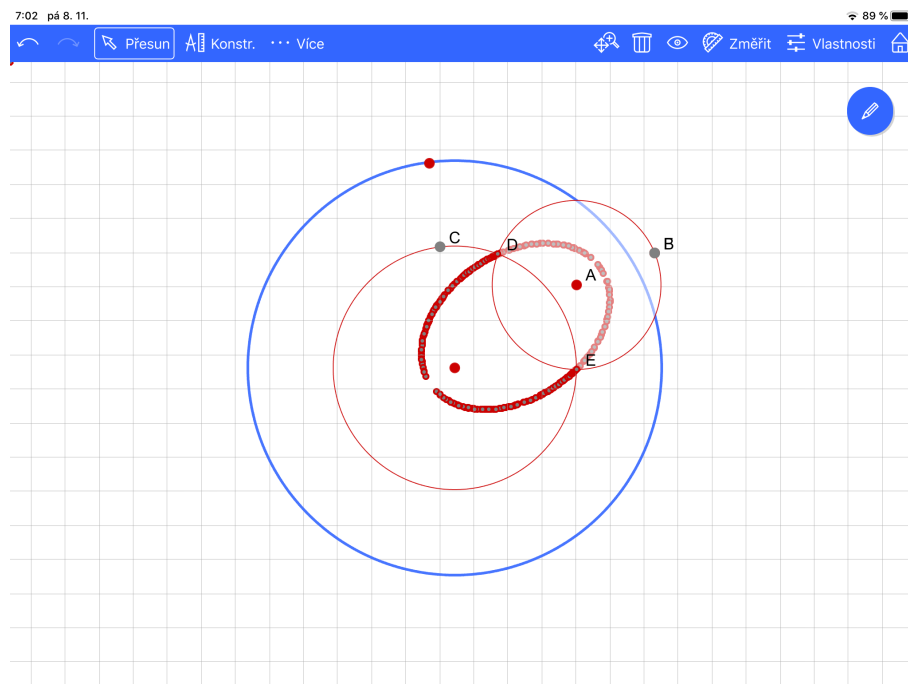 7:02 pá 8. 11. 89 %
Přesun Konstr. Více Změřit Vlastnosti
C
D
B
A
E